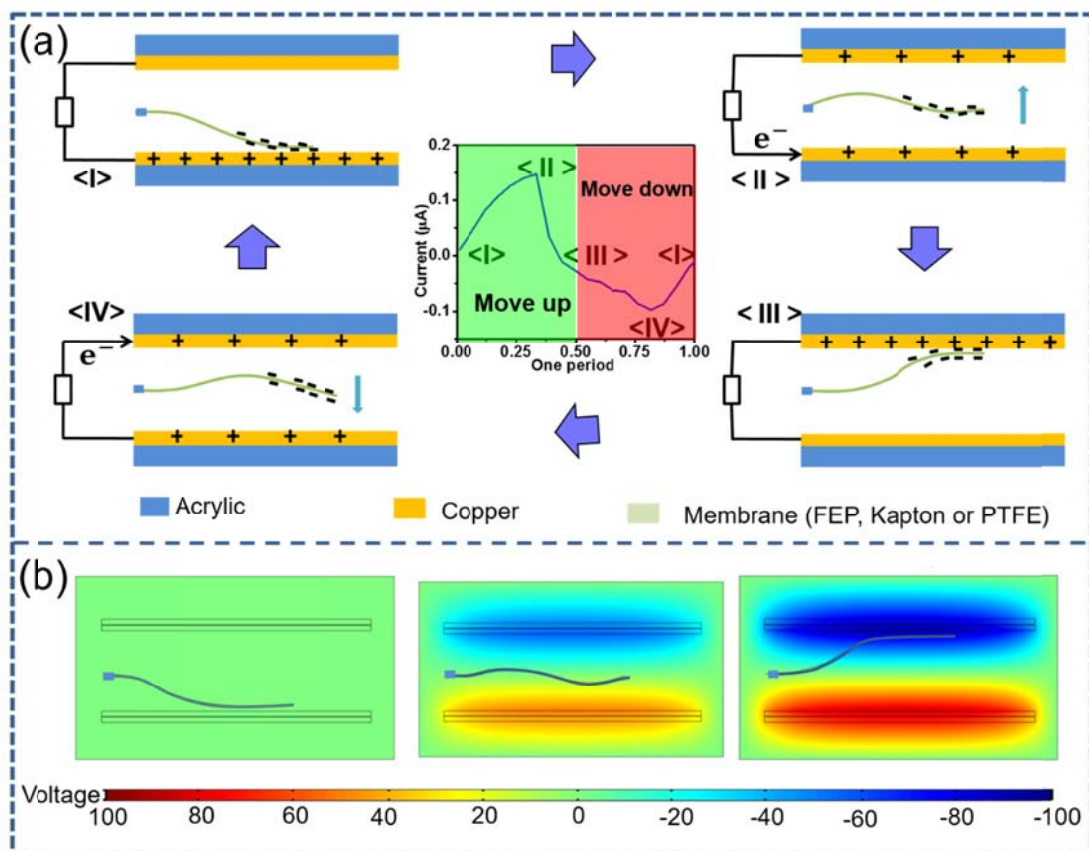 (a)
<I>
e⁻
< II >
0.2
0.1
0.0
-0.1
Current (μA)
< II >
Move down
<I>
< III >
<I>
Move up
<IV>
0.00 0.25 0.50 0.75 1.00
One period
<IV>
e⁻
< III >
+ + + + + + + +
+ + + +
+ + + +
+ + + +
+ + + +
+ + + + + + + +
Acrylic
Copper
Membrane (FEP, Kapton or PTFE)
(b)
Voltage
100 80 60 40 20 0 -20 -40 -60 -80 -100